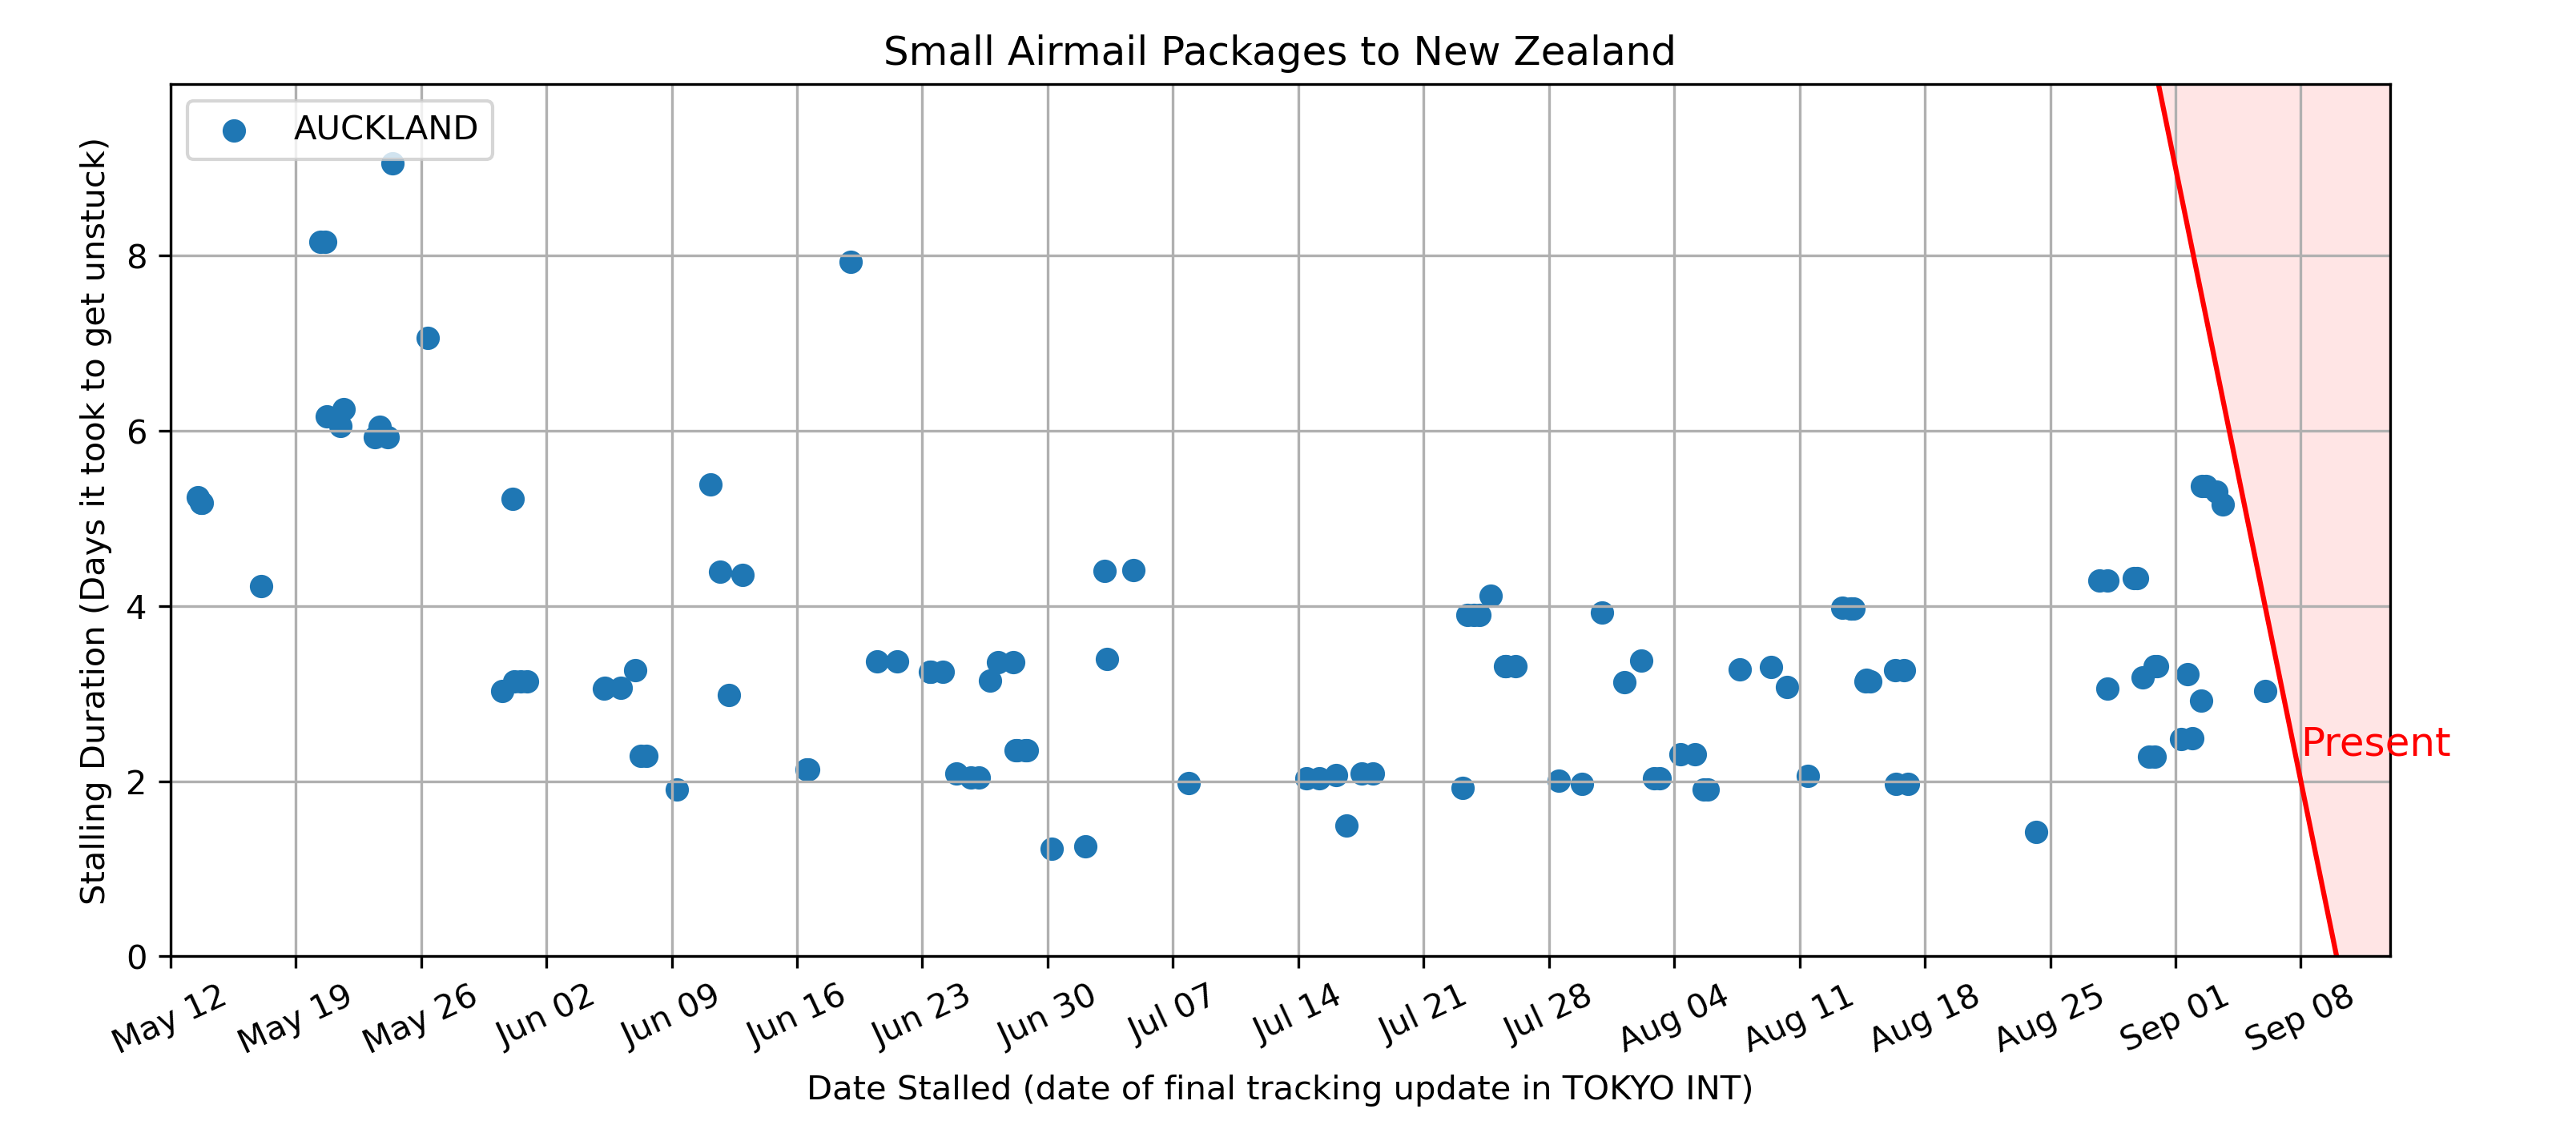 Small Airmail Packages to New Zealand
AUCKLAND
Stalling Duration (Days it took to get unstuck)
8
6
4
2
0
Present
May 12
May 19
May 26
Jun 02
Jun 09
Jun 16
Jun 23
Jun 30
Jul 07
Jul 14
Jul 21
Jul 28
Aug 04
Aug 11
Aug 18
Aug 25
Sep 01
Sep 08
Date Stalled (date of final tracking update in TOKYO INT)